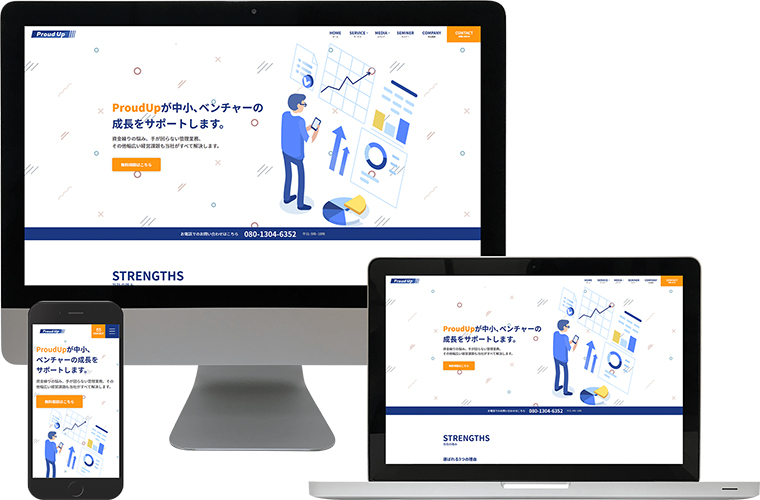 Proud Up
HOME
SERVICE
MEDIA
SEMINER
COMPANY
CONTACT
ProudUpが中小、ベンチャーの
成長をサポートします。
資金繰りの悩み、手が回らない管理業務、
その他幅広い経営課題も当社がすべて解決します。
無料相談はこちら
お電話でのお問い合わせはこちら 080-1304-6352
STRENGTHS
Proud Up
ProudUpが中小、
ベンチャーの成長を
サポートします。
資金繰りの悩み、手が回らない管理業務、その
他幅広い経営課題も当社がすべて解決します。
無料相談はこちら
Proud Up
HOME
SERVICE
MEDIA
SEMINER
COMPANY
ProudUpが中小、ベンチャーの
成長をサポートします。
資金繰りの悩み、手が回らない管理業務、
その他幅広い経営課題も当社がすべて解決します。
無料相談はこちら
お電話でのお問い合わせはこちら 080-1304-6352
STRENGTHS
選ばれる3つの理由